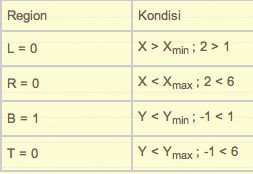 Region Kondisi
L = 0 X > Xmin ; 2 > 1
R = 0 X < Xmax ; 2 < 6
B = 1 Y < Ymin ; -1 < 1
T = 0 Y < Ymax ; -1 < 6